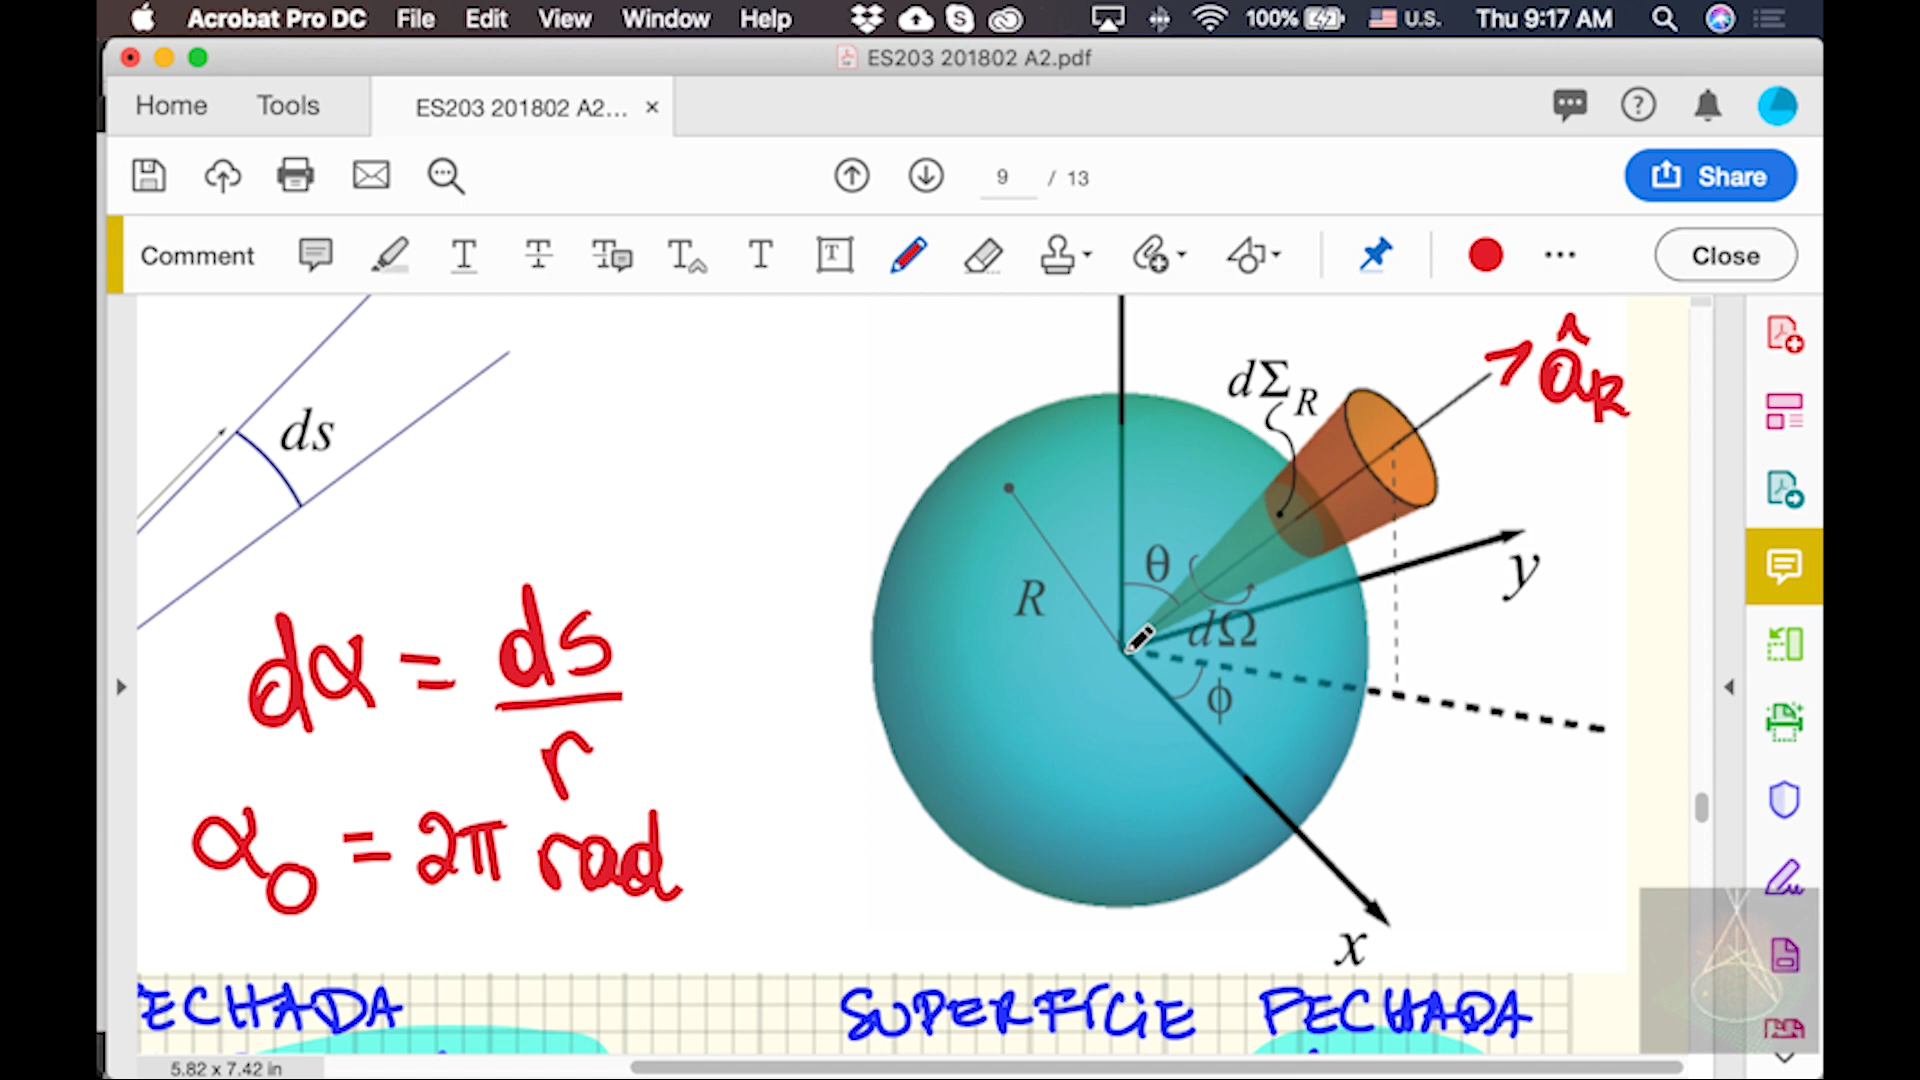 Acrobat Pro DC File Edit View Window Help 100% U.S. Thu 9:17 AM
ES203 201802 A2.pdf
Home Tools ES203 201802 A2... ×
9 / 13 Share
Comment Close
dΣR
âR
ds
θ
R
dΩ
y
ϕ
dα = ds/r
α0 = 2π rad
x
ECHADA SUPERFÍCIE FECHADA
5.82 x 7.42 in